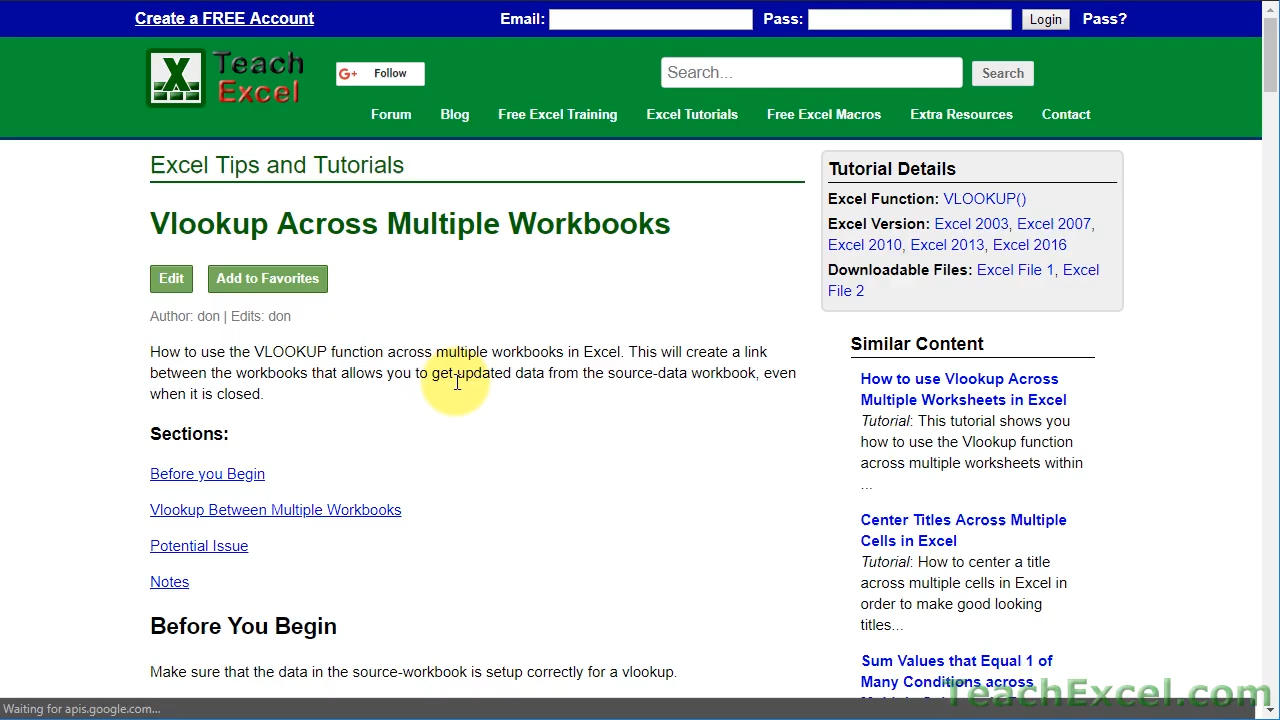 Create a FREE Account Email: Pass: Login Pass?
Teach
Excel
G+ Follow
Search... Search
Forum Blog Free Excel Training Excel Tutorials Free Excel Macros Extra Resources Contact
Excel Tips and Tutorials
Vlookup Across Multiple Workbooks
Edit Add to Favorites
Author: don | Edits: don
How to use the VLOOKUP function across multiple workbooks in Excel. This will create a link
between the workbooks that allows you to get updated data from the source-data workbook, even
when it is closed.
Sections:
Before you Begin
Vlookup Between Multiple Workbooks
Potential Issue
Notes
Before You Begin
Make sure that the data in the source-workbook is setup correctly for a vlookup.
Tutorial Details
Excel Function: VLOOKUP()
Excel Version: Excel 2003, Excel 2007,
Excel 2010, Excel 2013, Excel 2016
Downloadable Files: Excel File 1, Excel
File 2
Similar Content
How to use Vlookup Across
Multiple Worksheets in Excel
Tutorial: This tutorial shows you
how to use the Vlookup function
across multiple worksheets within
...
Center Titles Across Multiple
Cells in Excel
Tutorial: How to center a title
across multiple cells in Excel in
order to make good looking
titles...
Sum Values that Equal 1 of
Many Conditions across
Waiting for apis.google.com...
TeachExcel.com